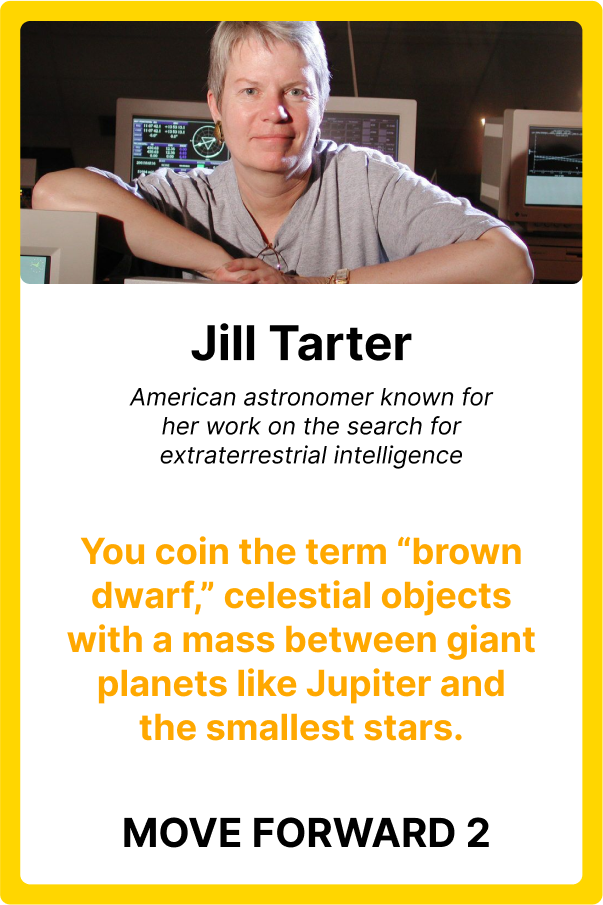 Jill Tarter
American astronomer known for
her work on the search for
extraterrestrial intelligence
You coin the term “brown
dwarf,” celestial objects
with a mass between giant
planets like Jupiter and
the smallest stars.
MOVE FORWARD 2